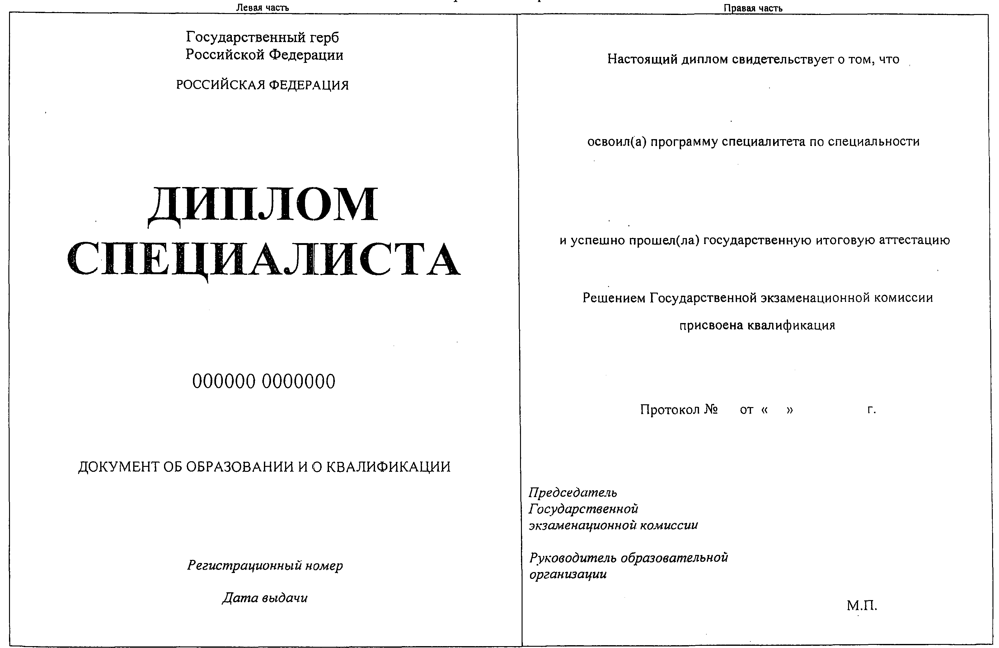 Левая часть
Государственный герб
Российской Федерации
РОССИЙСКАЯ ФЕДЕРАЦИЯ
ДИПЛОМ
СПЕЦИАЛИСТА
000000 0000000
ДОКУМЕНТ ОБ ОБРАЗОВАНИИ И О КВАЛИФИКАЦИИ
Регистрационный номер
Дата выдачи
Правая часть
Настоящий диплом свидетельствует о том, что
освоил(а) программу специалитета по специальности
и успешно прошел(ла) государственную итоговую аттестацию
Решением Государственной экзаменационной комиссии
присвоена квалификация
Протокол № от « » г.
Председатель
Государственной
экзаменационной комиссии
Руководитель образовательной
организации
М.П.